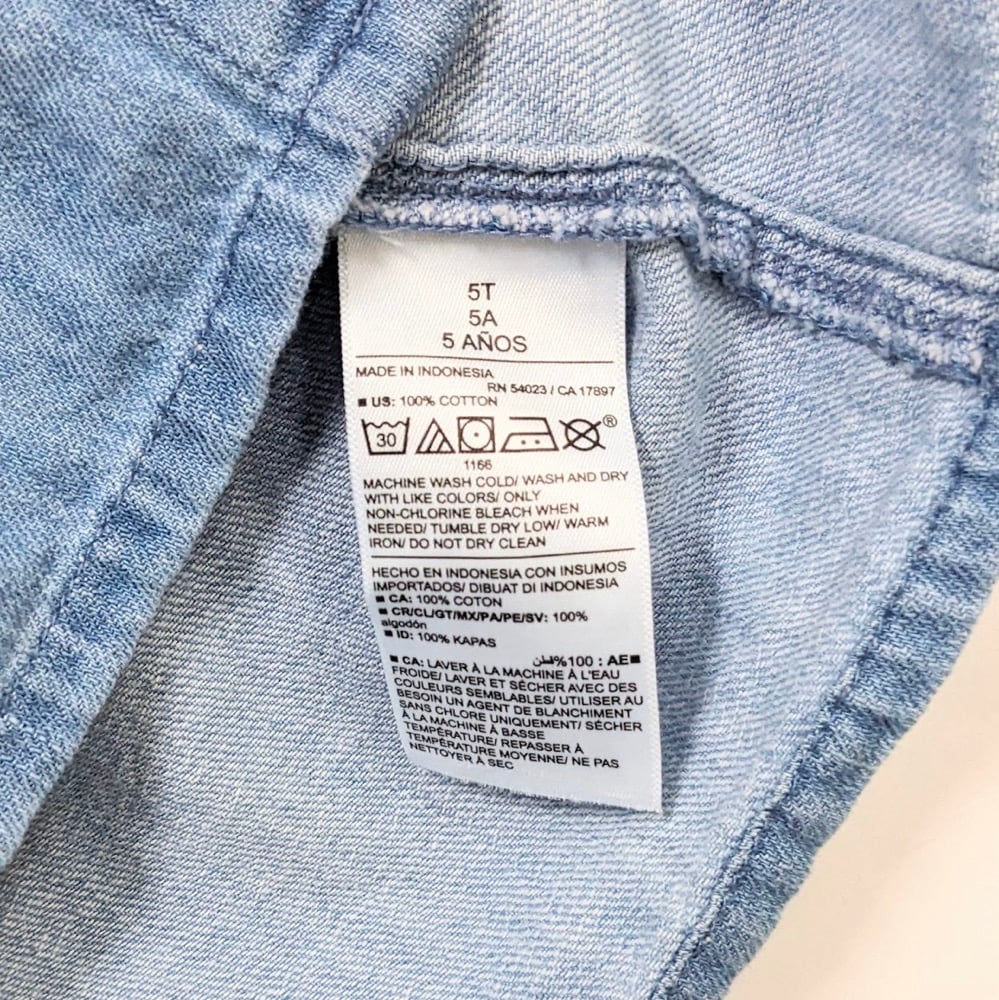 5T
5A
5 AÑOS
MADE IN INDONESIA
RN 54023 / CA 17897
■ US: 100% COTTON
30
®
1166
MACHINE WASH COLD/ WASH AND DRY
WITH LIKE COLORS/ ONLY
NON-CHLORINE BLEACH WHEN
NEEDED/ TUMBLE DRY LOW/ WARM
IRON/ DO NOT DRY CLEAN
HECHO EN INDONESIA CON INSUMOS
IMPORTADOS/ DIBUAT DI INDONESIA
■ CA: 100% COTON
■ CR/CL/GT/MX/PA/PE/SV: 100%
algodón
■ ID: 100% KAPAS
■AE : 100% قطن
■ CA: LAVER À LA MACHINE À L'EAU
FROIDE/ LAVER ET SÉCHER AVEC DES
COULEURS SEMBLABLES/ UTILISER AU
BESOIN UN AGENT DE BLANCHIMENT
SANS CHLORE UNIQUEMENT/ SÉCHER
À LA MACHINE À BASSE
TEMPÉRATURE/ REPASSER À
TEMPÉRATURE MOYENNE/ NE PAS
NETTOYER À SEC